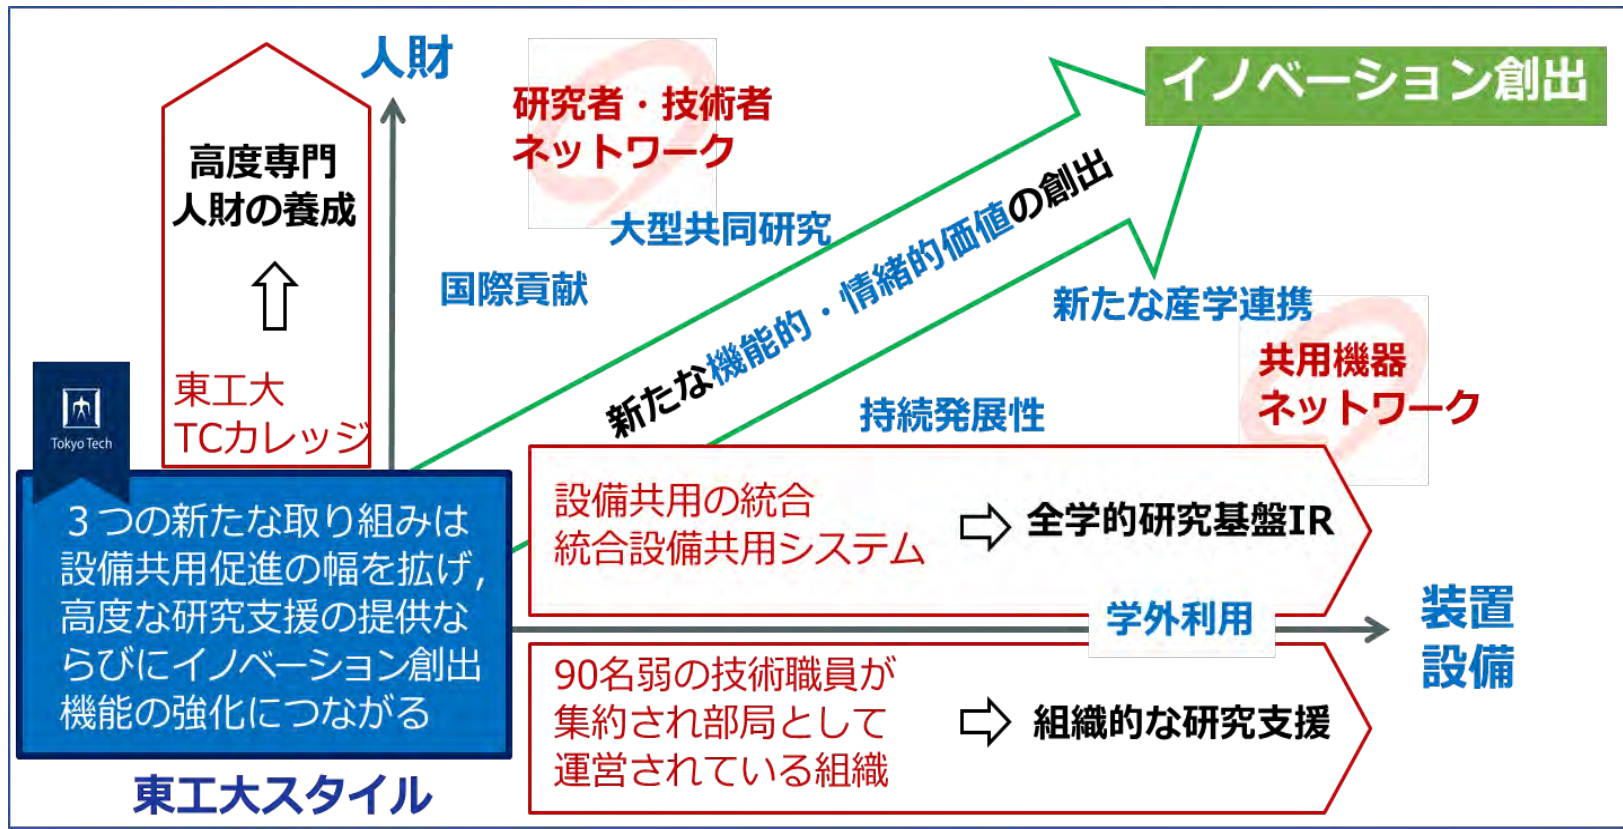 人財
イノベーション創出
研究者・技術者
ネットワーク
高度専門
人財の養成
大型共同研究
国際貢献
新たな機能的・情緒的価値の創出
新たな産学連携
共用機器
ネットワーク
持続発展性
東工大
TCカレッジ
Tokyo Tech
3つの新たな取り組みは
設備共用促進の幅を拡げ,
高度な研究支援の提供な
らびにイノベーション創出
機能の強化につながる
東工大スタイル
設備共用の統合
統合設備共用システム
全学的研究基盤IR
学外利用
装置
設備
90名弱の技術職員が
集約され部局として
運営されている組織
組織的な研究支援